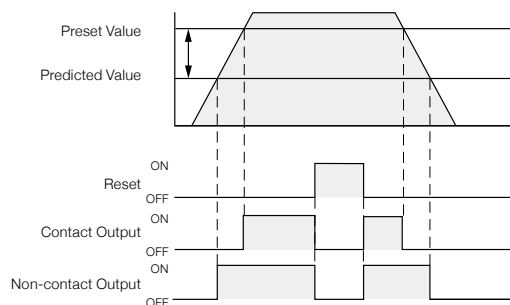 Preset Value
Predicted Value
ON
Reset
OFF
ON
Contact Output
OFF
ON
Non-contact Output
OFF